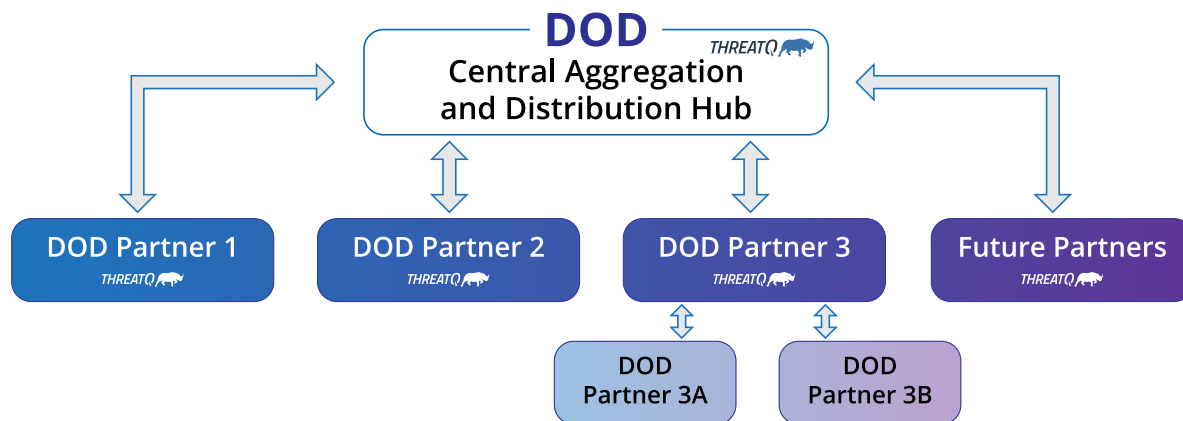 DOD
THREATQ
Central Aggregation
and Distribution Hub
DOD Partner 1
THREATQ
DOD Partner 2
THREATQ
DOD Partner 3
THREATQ
Future Partners
THREATQ
DOD
Partner 3A
DOD
Partner 3B